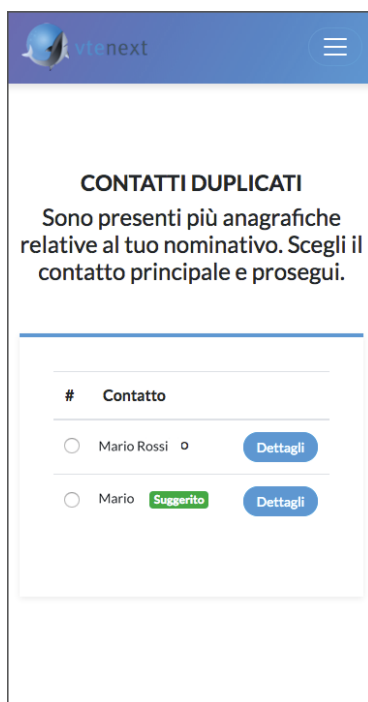 vtenext
CONTATTI DUPLICATI
Sono presenti più anagrafiche
relative al tuo nominativo. Scegli il
contatto principale e prosegui.
# Contatto
Mario Rossi Dettagli
Mario Suggerito Dettagli